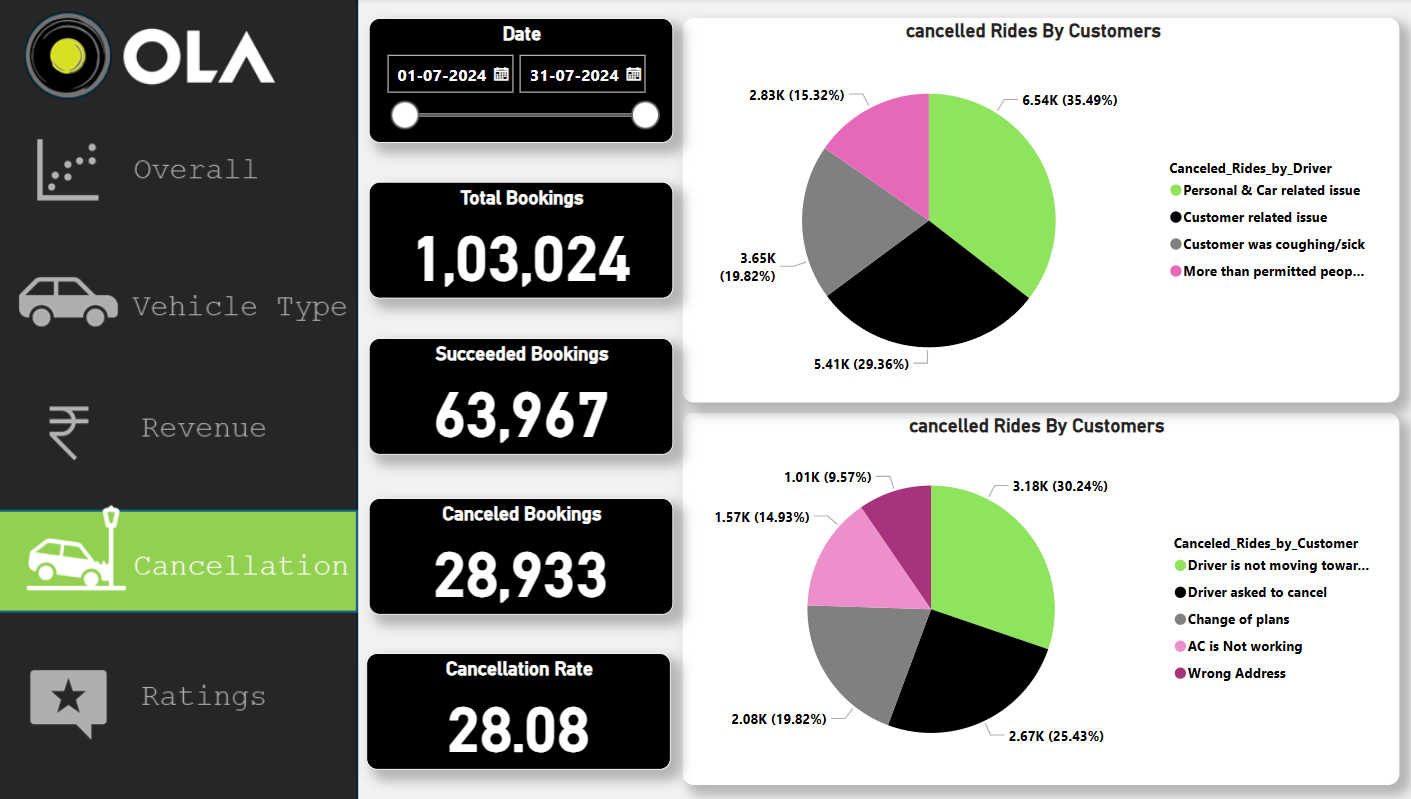 OLA
Overall
Vehicle Type
Revenue
Cancellation
Ratings
Date
01-07-2024
31-07-2024
Total Bookings
1,03,024
Succeeded Bookings
63,967
Canceled Bookings
28,933
Cancellation Rate
28.08
cancelled Rides By Customers
2.83K (15.32%)
6.54K (35.49%)
3.65K
(19.82%)
5.41K (29.36%)
Canceled_Rides_by_Driver
Personal & Car related issue
Customer related issue
Customer was coughing/sick
More than permitted peop...
cancelled Rides By Customers
1.01K (9.57%)
3.18K (30.24%)
1.57K (14.93%)
2.08K (19.82%)
2.67K (25.43%)
Canceled_Rides_by_Customer
Driver is not moving towar...
Driver asked to cancel
Change of plans
AC is Not working
Wrong Address